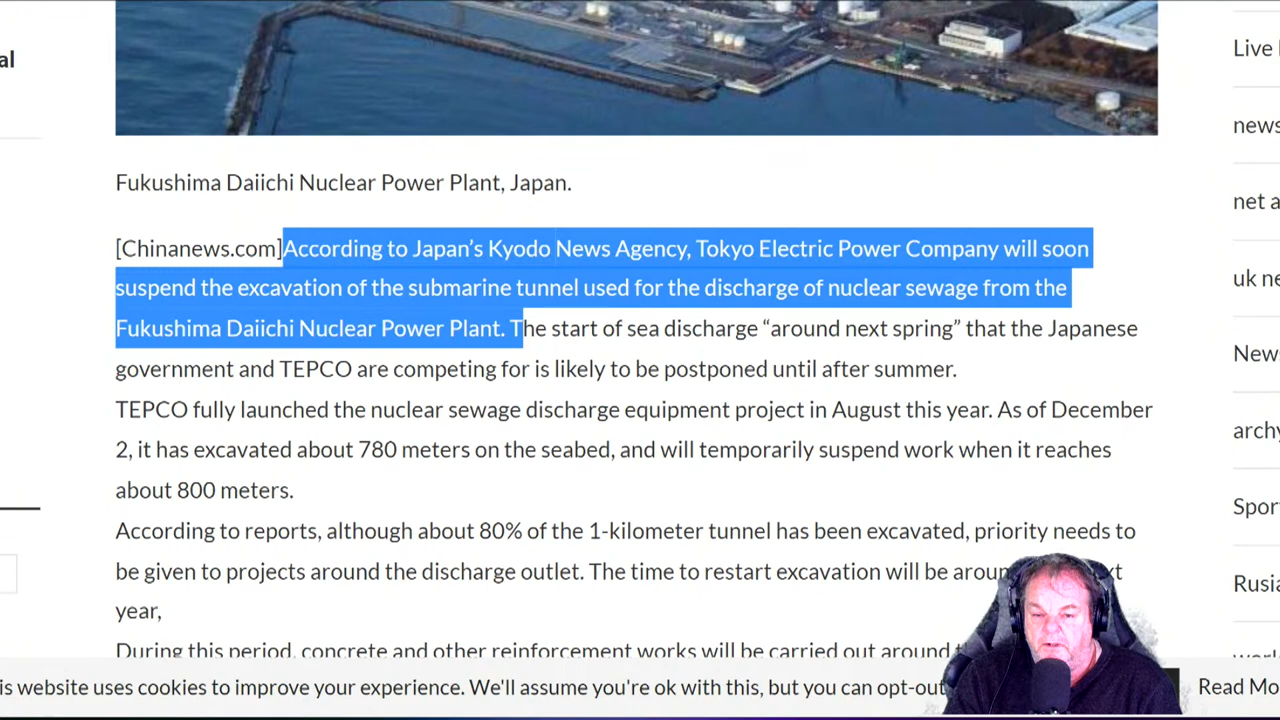 al
Fukushima Daiichi Nuclear Power Plant, Japan.
[Chinanews.com]According to Japan’s Kyodo News Agency, Tokyo Electric Power Company will soon
suspend the excavation of the submarine tunnel used for the discharge of nuclear sewage from the
Fukushima Daiichi Nuclear Power Plant. The start of sea discharge “around next spring” that the Japanese
government and TEPCO are competing for is likely to be postponed until after summer.
TEPCO fully launched the nuclear sewage discharge equipment project in August this year. As of December
2, it has excavated about 780 meters on the seabed, and will temporarily suspend work when it reaches
about 800 meters.
According to reports, although about 80% of the 1-kilometer tunnel has been excavated, priority needs to
be given to projects around the discharge outlet. The time to restart excavation will be aroun xt
year,
During this period, concrete and other reinforcement works will be carried out around
is website uses cookies to improve your experience. We'll assume you're ok with this, but you can opt-out
Read Mo
Live
news
net a
uk ne
New
archy
Spor
Rusia